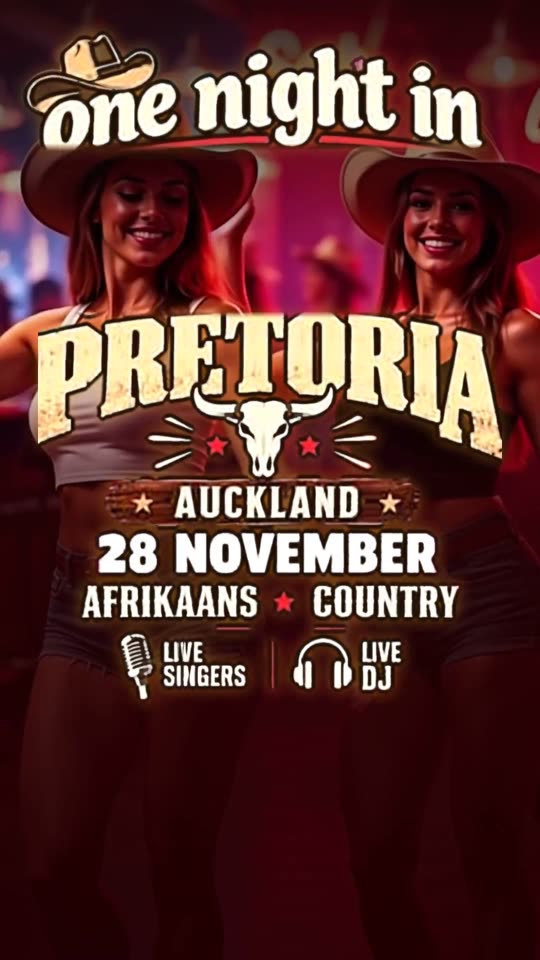 one night in
PRETORIA
AUCKLAND
28 NOVEMBER
AFRIKAANS ★ COUNTRY
LIVE SINGERS | LIVE DJ